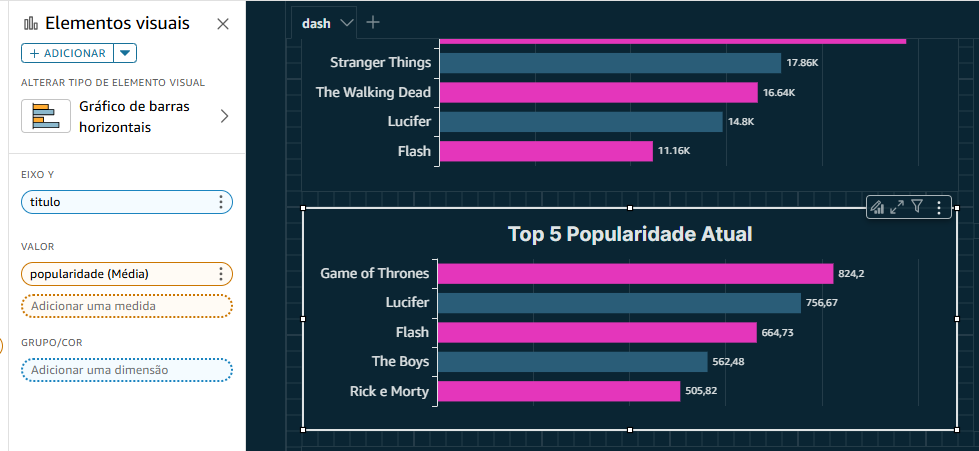 Elementos visuais
ADICIONAR
ALTERAR TIPO DE ELEMENTO VISUAL
Gráfico de barras
horizontais
EIXO Y
titulo
VALOR
popularidade (Média)
Adicionar uma medida
GRUPO/COR
Adicionar uma dimensão
dash
Stranger Things 17.86K
The Walking Dead 16.64K
Lucifer 14.8K
Flash 11.16K
Top 5 Popularidade Atual
Game of Thrones 824,2
Lucifer 756,67
Flash 664,73
The Boys 562,48
Rick e Morty 505,82